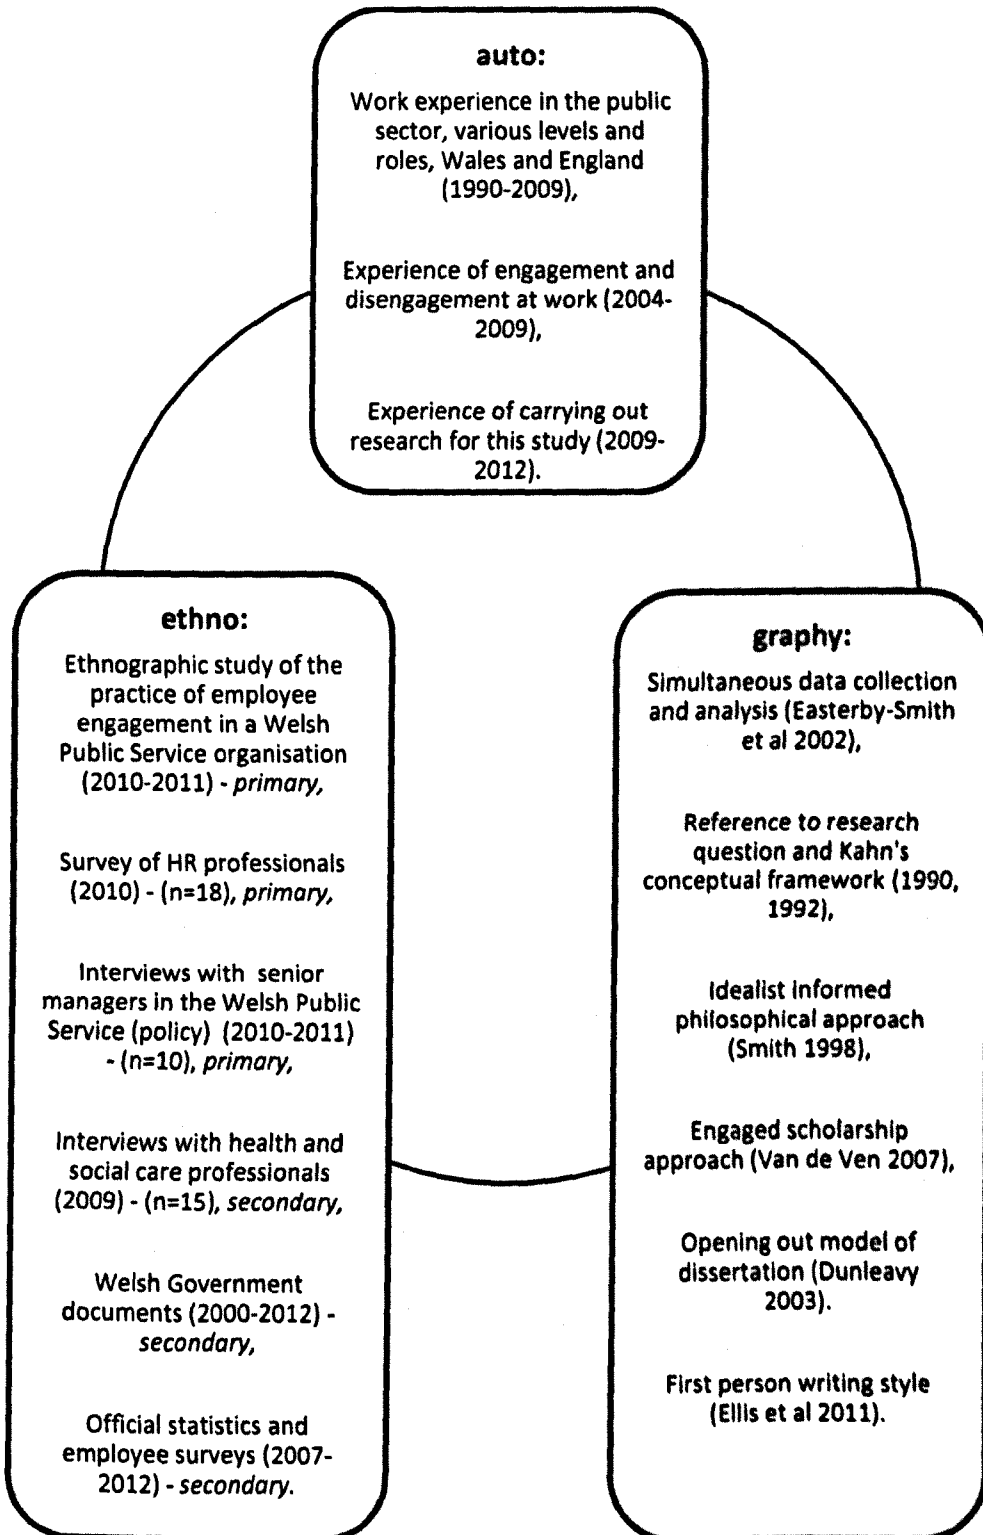 auto:
Work experience in the public
sector, various levels and
roles, Wales and England
(1990-2009),
Experience of engagement and
disengagement at work (2004-
2009),
Experience of carrying out
research for this study (2009-
2012).
ethno:
Ethnographic study of the
practice of employee
engagement in a Welsh
Public Service organisation
(2010-2011) - primary,
Survey of HR professionals
(2010) - (n=18), primary,
Interviews with senior
managers in the Welsh Public
Service (policy) (2010-2011)
- (n=10), primary,
Interviews with health and
social care professionals
(2009) - (n=15), secondary,
Welsh Government
documents (2000-2012) -
secondary,
Official statistics and
employee surveys (2007-
2012) - secondary.
graphy:
Simultaneous data collection
and analysis (Easterby-Smith
et al 2002),
Reference to research
question and Kahn's
conceptual framework (1990,
1992),
Idealist informed
philosophical approach
(Smith 1998),
Engaged scholarship
approach (Van de Ven 2007),
Opening out model of
dissertation (Dunleavy
2003).
First person writing style
(Ellis et al 2011).